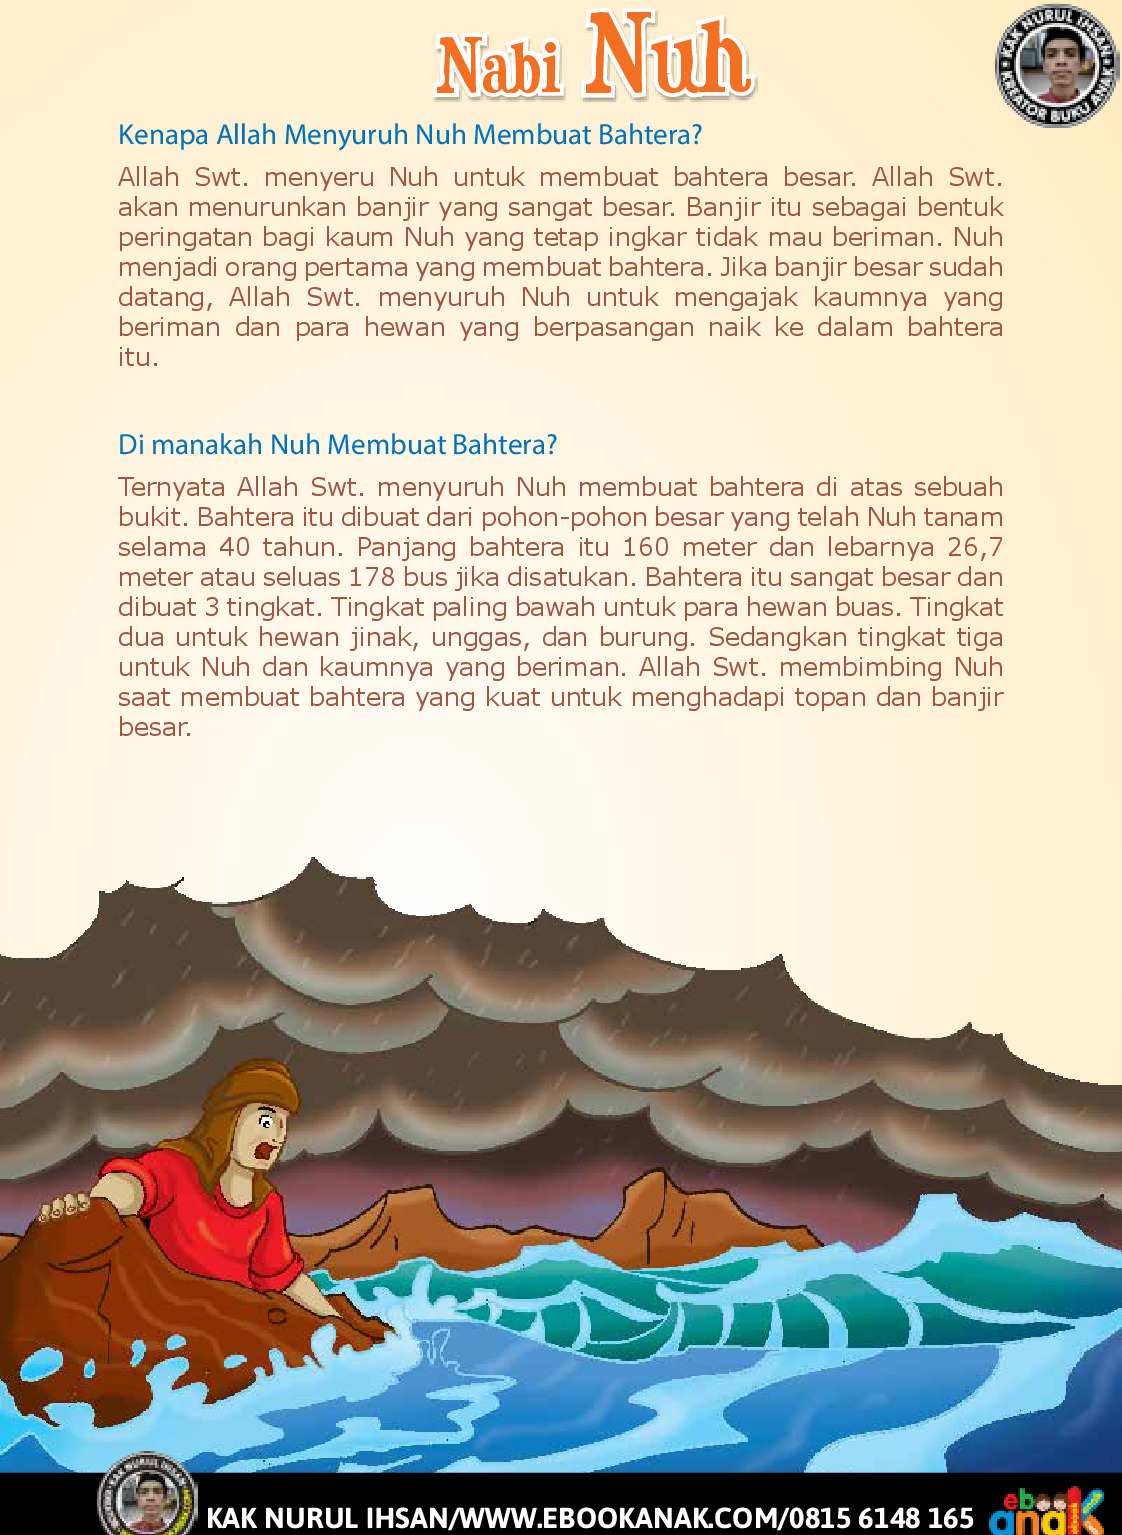 Nabi Nuh
KAK NURUL IHSAN
KREATOR BUKU ANAK
Kenapa Allah Menyuruh Nuh Membuat Bahtera?
Allah Swt. menyeru Nuh untuk membuat bahtera besar. Allah Swt.
akan menurunkan banjir yang sangat besar. Banjir itu sebagai bentuk
peringatan bagi kaum Nuh yang tetap ingkar tidak mau beriman. Nuh
menjadi orang pertama yang membuat bahtera. Jika banjir besar sudah
datang, Allah Swt. menyuruh Nuh untuk mengajak kaumnya yang
beriman dan para hewan yang berpasangan naik ke dalam bahtera
itu.
Di manakah Nuh Membuat Bahtera?
Ternyata Allah Swt. menyuruh Nuh membuat bahtera di atas sebuah
bukit. Bahtera itu dibuat dari pohon-pohon besar yang telah Nuh tanam
selama 40 tahun. Panjang bahtera itu 160 meter dan lebarnya 26,7
meter atau seluas 178 bus jika disatukan. Bahtera itu sangat besar dan
dibuat 3 tingkat. Tingkat paling bawah untuk para hewan buas. Tingkat
dua untuk hewan jinak, unggas, dan burung. Sedangkan tingkat tiga
untuk Nuh dan kaumnya yang beriman. Allah Swt. membimbing Nuh
saat membuat bahtera yang kuat untuk menghadapi topan dan banjir
besar.
KAK NURUL IHSAN
KAK NURUL IHSAN/WWW.EBOOKANAK.COM/0815 6148 165
ebook
anak